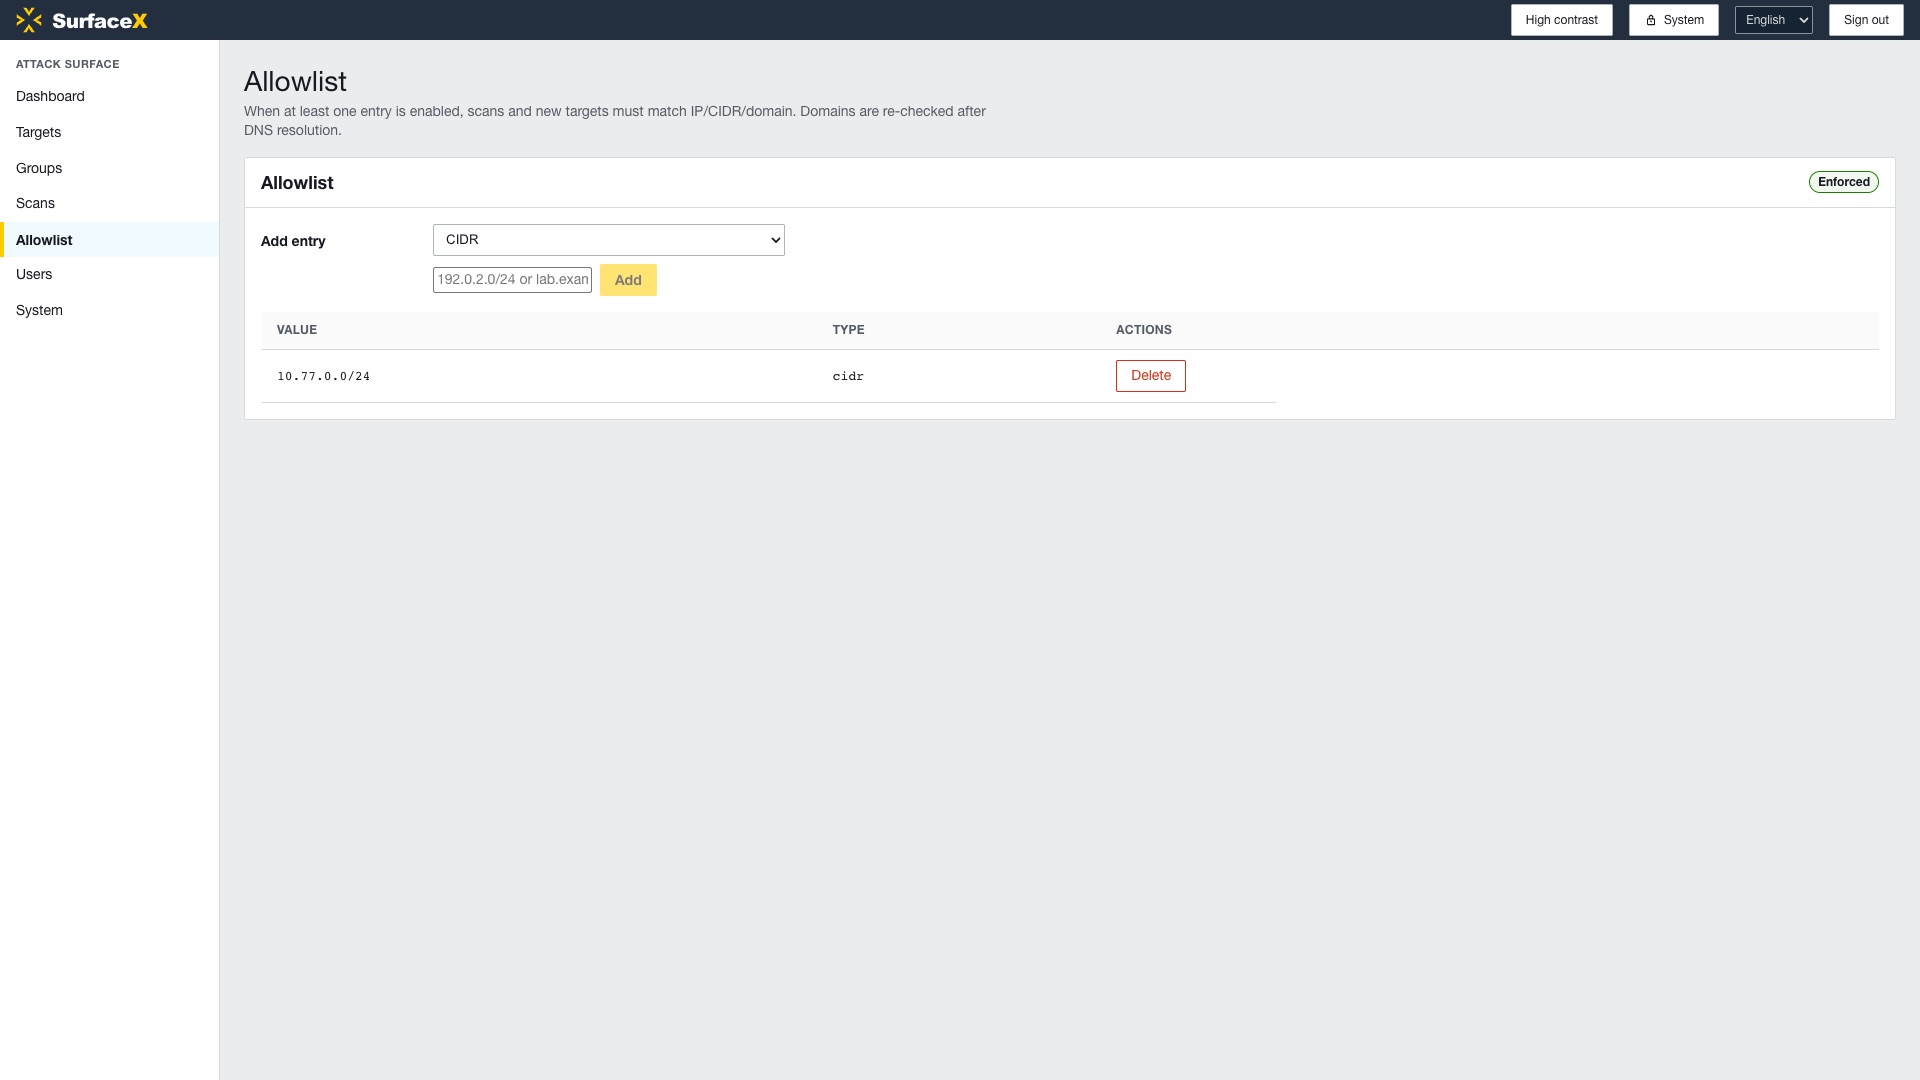 SurfaceX
High contrast
System
English
Sign out
ATTACK SURFACE
Dashboard
Targets
Groups
Scans
Allowlist
Users
System
Allowlist
When at least one entry is enabled, scans and new targets must match IP/CIDR/domain. Domains are re-checked after
DNS resolution.
Allowlist
Enforced
Add entry
CIDR
192.0.2.0/24 or lab.exan
Add
VALUE TYPE ACTIONS
10.77.0.0/24 cidr Delete